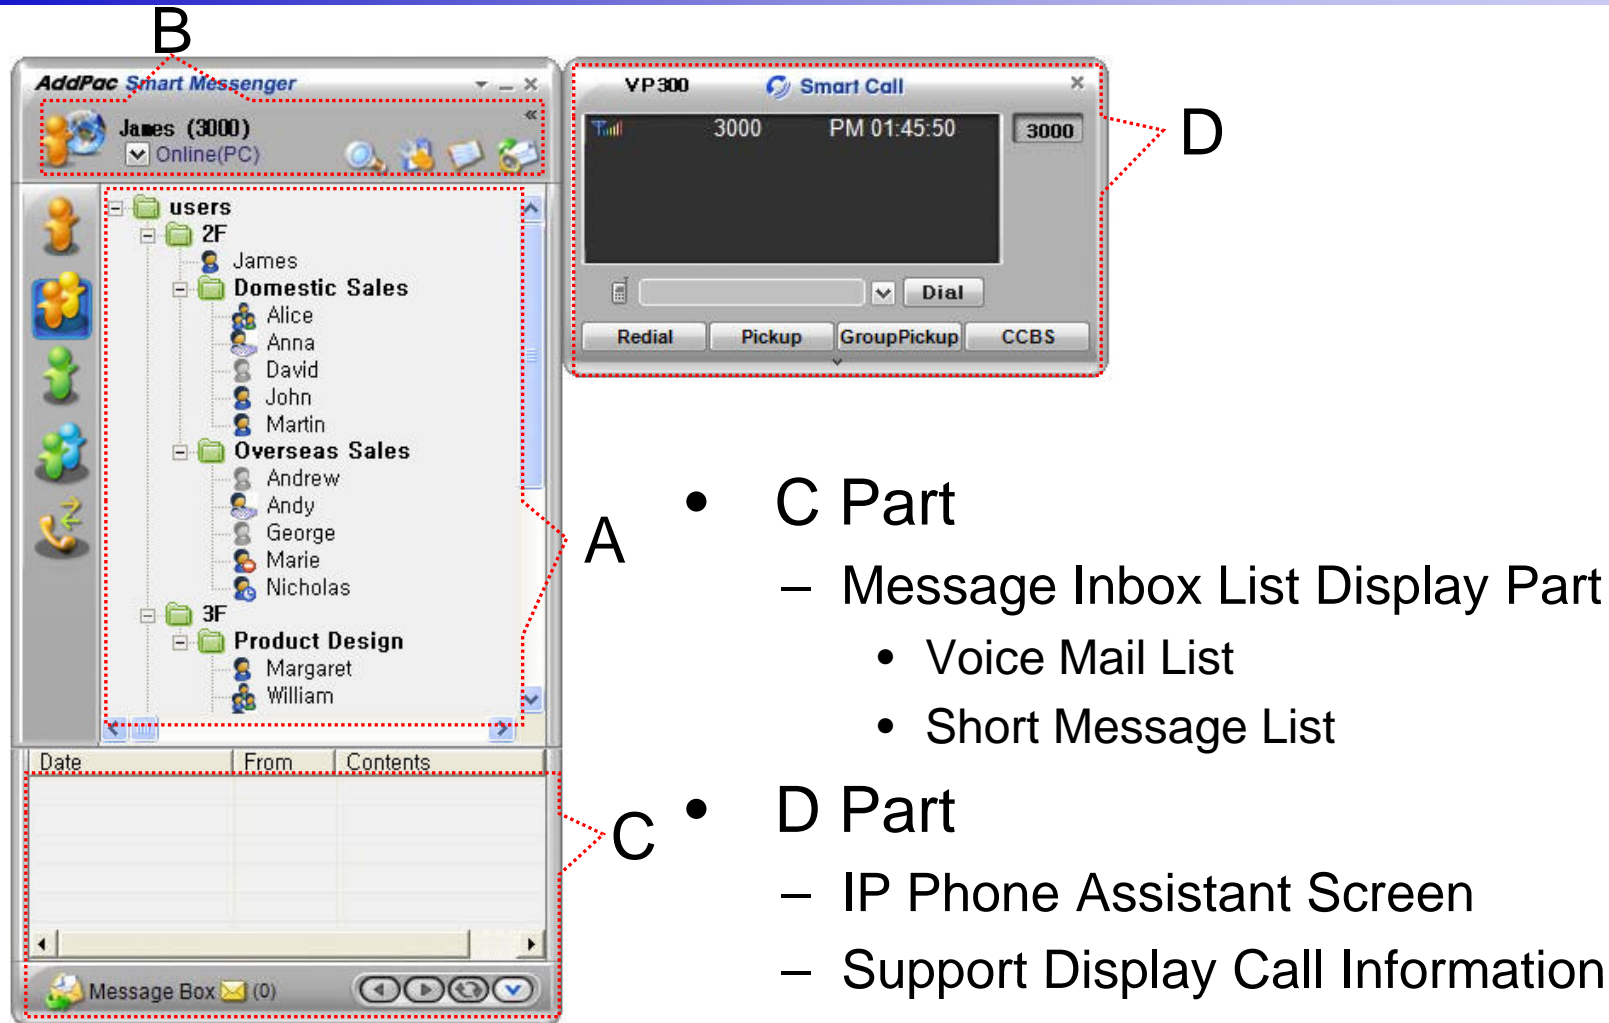 B
AddPac Smart Messenger
James (3000)
Online(PC)
users
2F
James
Domestic Sales
Alice
Anna
David
John
Martin
Overseas Sales
Andrew
Andy
George
Marie
Nicholas
3F
Product Design
Margaret
William
A
Date From Contents
C
Message Box (0)
VP300 Smart Call
3000 PM 01:45:50 3000
D
Dial
Redial Pickup GroupPickup CCBS
• C Part
– Message Inbox List Display Part
• Voice Mail List
• Short Message List
• D Part
– IP Phone Assistant Screen
– Support Display Call Information